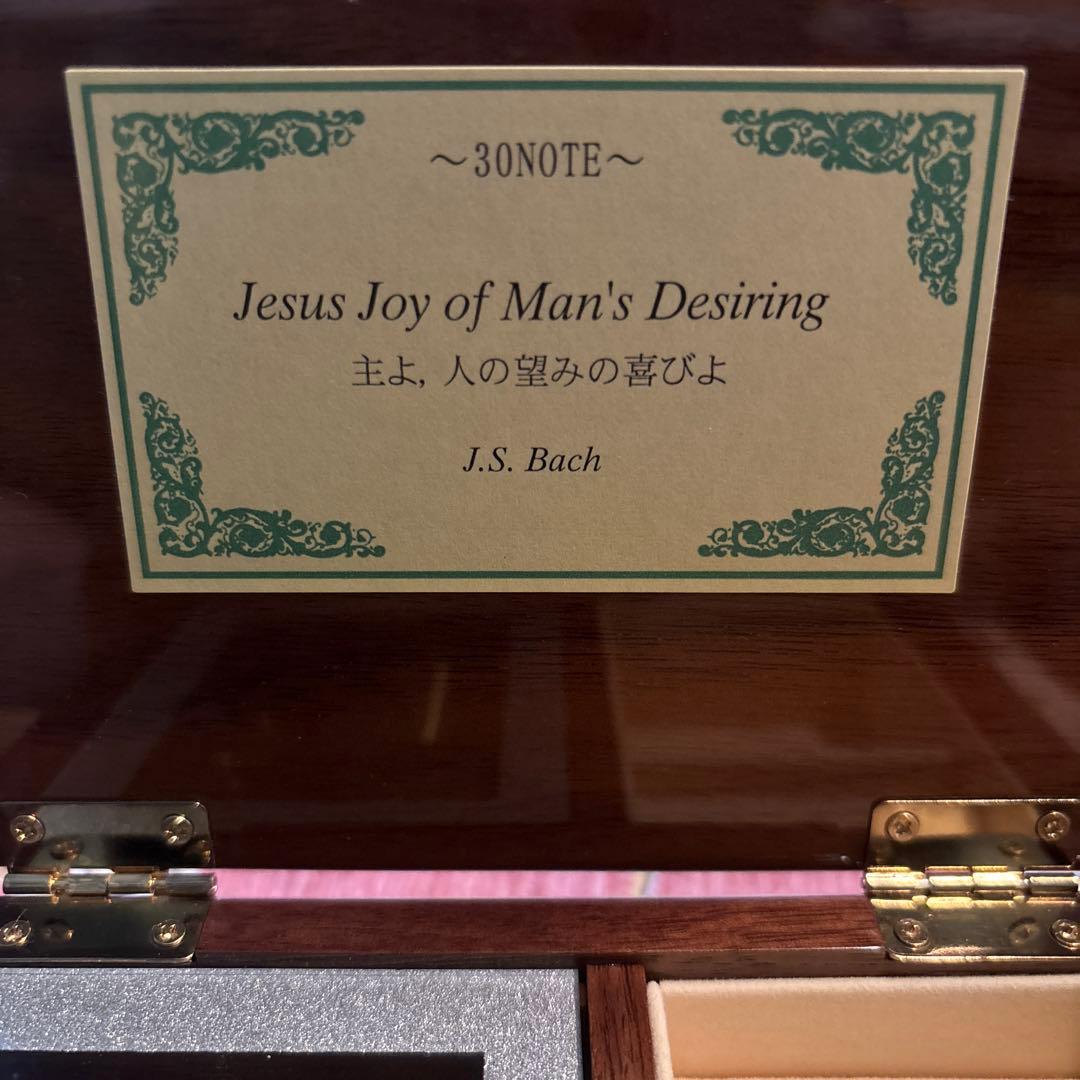 ～30NOTE～
Jesus Joy of Man's Desiring
主よ, 人の望みの喜びよ
J.S. Bach